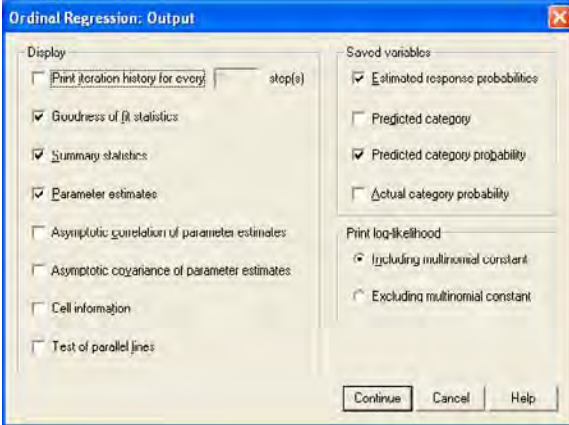 Ordinal Regression: Output
Display
Print iteration history for every step(s)
Goodness of fit statistics
Summary statistics
Parameter estimates
Asymptotic correlation of parameter estimates
Asymptotic covariance of parameter estimates
Cell information
Test of parallel lines
Saved variables
Estimated response probabilities
Predicted category
Predicted category probability
Actual category probability
Print log-likelihood
Including multinomial constant
Excluding multinomial constant
Continue
Cancel
Help